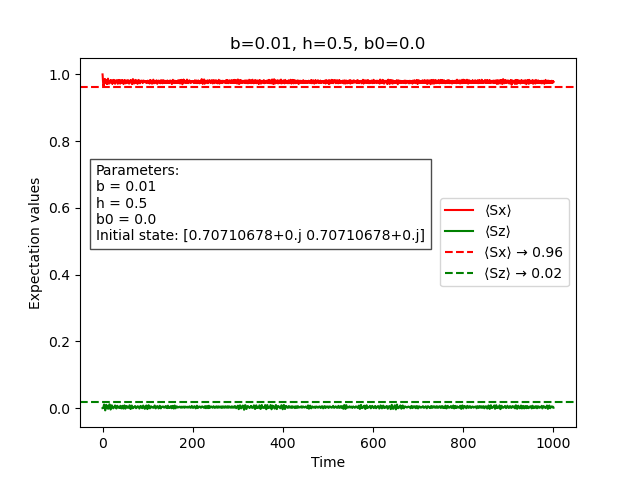 b=0.01, h=0.5, b0=0.0
1.0
0.8
0.6
0.4
0.2
0.0
Expectation values
Parameters:
b = 0.01
h = 0.5
b0 = 0.0
Initial state: [0.70710678+0.j 0.70710678+0.j]
⟨Sx⟩
⟨Sz⟩
⟨Sx⟩ → 0.96
⟨Sz⟩ → 0.02
0 200 400 600 800 1000
Time